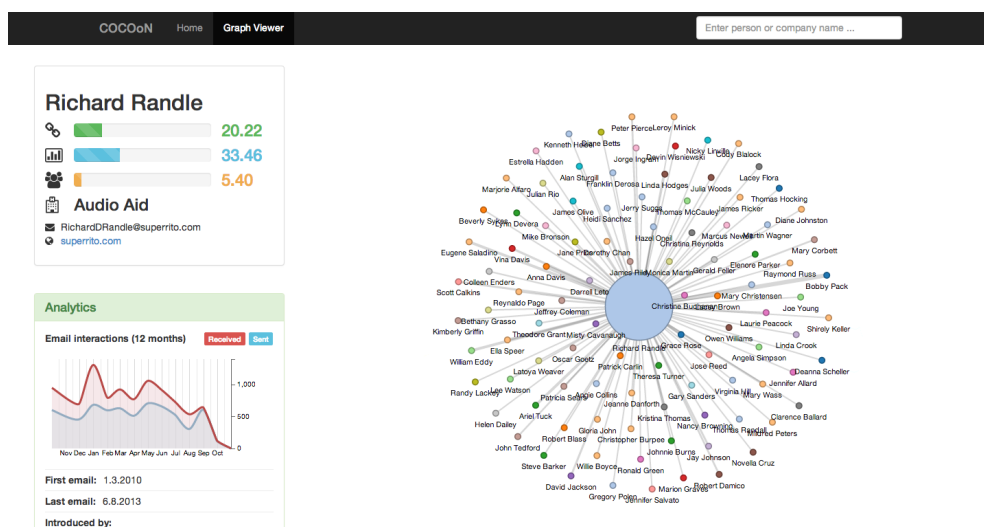 COCOoN Home Graph Viewer Enter person or company name ...
Richard Randle
20.22
33.46
5.40
Audio Aid
RichardDRandle@superrito.com
superrito.com
Analytics
Email interactions (12 months) Received Sent
1,000
500
0
Nov Dec Jan Feb Mar Apr May Jun Jul Aug Sep Oct
First email: 1.3.2010
Last email: 6.8.2013
Introduced by:
Peter Pierce Leroy Minick
Kenneth Hebel Diane Betts Nicky Linville Cody Blalock
Estrella Hadden Jorge Ingram Devin Wisniewski
Alan Sturgill Franklin Derosa Linda Hodges Julia Woods Lacey Flora
Marjorie Alfaro Julian Rio Thomas Hocking
James Olive Heidi Sanchez Jerry Suggs Thomas McCauley James Ricker
Beverly Sykes Lynn Devera Diane Johnston
Mike Bronson Hazel Oneil Christina Reynolds Marcus Newell Martin Wagner
Eugene Saladino Vina Davis Jane Price Dorothy Chan Mary Corbett
Anna Davis James Riley Monica Martin Gerald Feller Elenore Parker Raymond Russ
Colleen Enders Scott Calkins Darrell Leto Bobby Pack
Reynaldo Page Jeffrey Coleman Christine Buchanan Larry Brown Mary Christensen Joe Young
Bethany Grasso Laurie Peacock Shirely Keller
Kimberly Griffin Theodore Grant Misty Cavanaugh Owen Williams
Ella Speer Richard Randle Grace Rose Linda Crook
William Eddy Oscar Goetz Patrick Carlin Jose Reed Angela Simpson
Latoya Weaver Theresa Turner Deanna Scheller
Randy Lackey Lee Watson Patricia Sears Angie Collins Gary Sanders Virginia Hill Mary Wass Jennifer Allard
Ariel Tuck Jeanne Danforth Kristina Thomas Clarence Ballard
Helen Dailey Gloria John Nancy Browning Thomas Randall Mildred Peters
John Tedford Robert Blass Christopher Burpee Johnnie Burns Jay Johnson
Steve Barker Willie Boyce Ronald Green Novella Cruz
David Jackson Marion Graves Robert Damico
Gregory Polen Jennifer Salvato